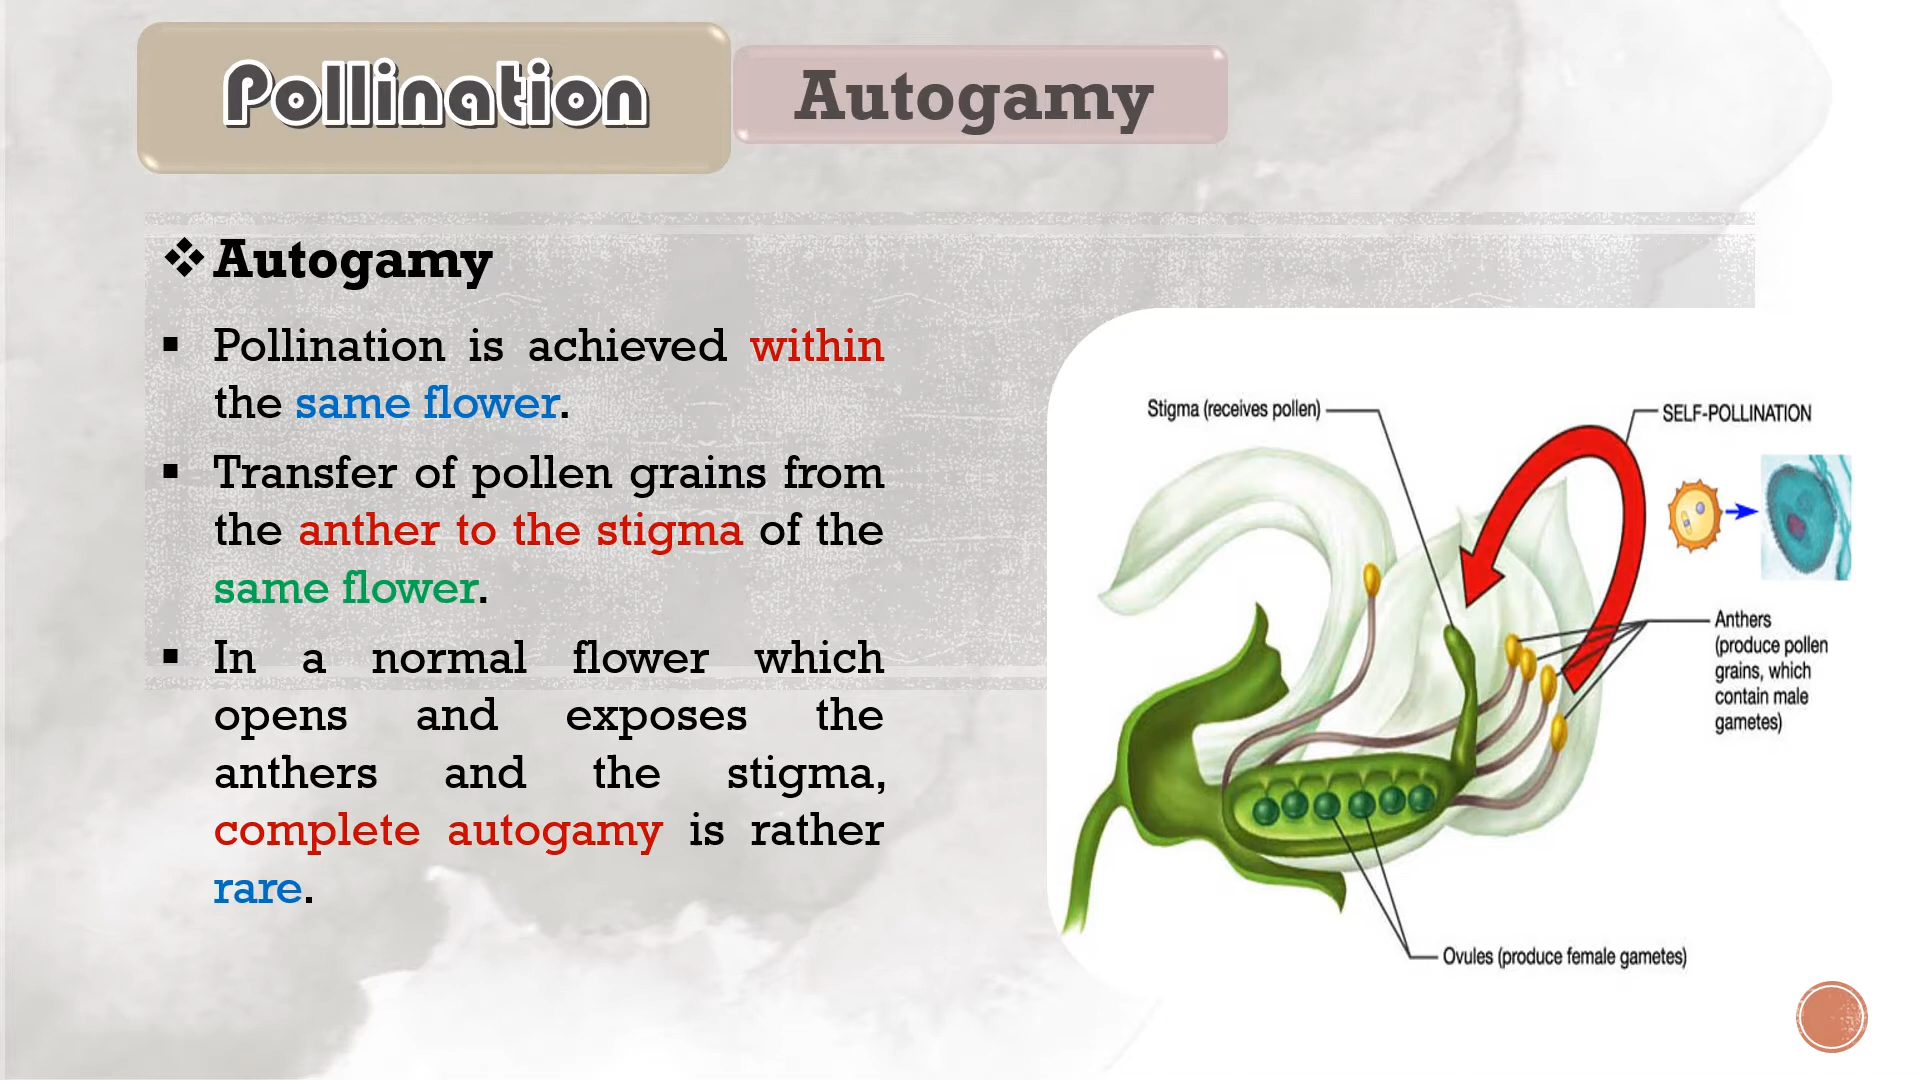 Pollination
Autogamy
❖Autogamy
▪ Pollination is achieved within
the same flower.
▪ Transfer of pollen grains from
the anther to the stigma of the
same flower.
▪ In a normal flower which
opens and exposes the
anthers and the stigma,
complete autogamy is rather
rare.
Stigma (receives pollen)
SELF-POLLINATION
Anthers
(produce pollen
grains, which
contain male
gametes)
Ovules (produce female gametes)